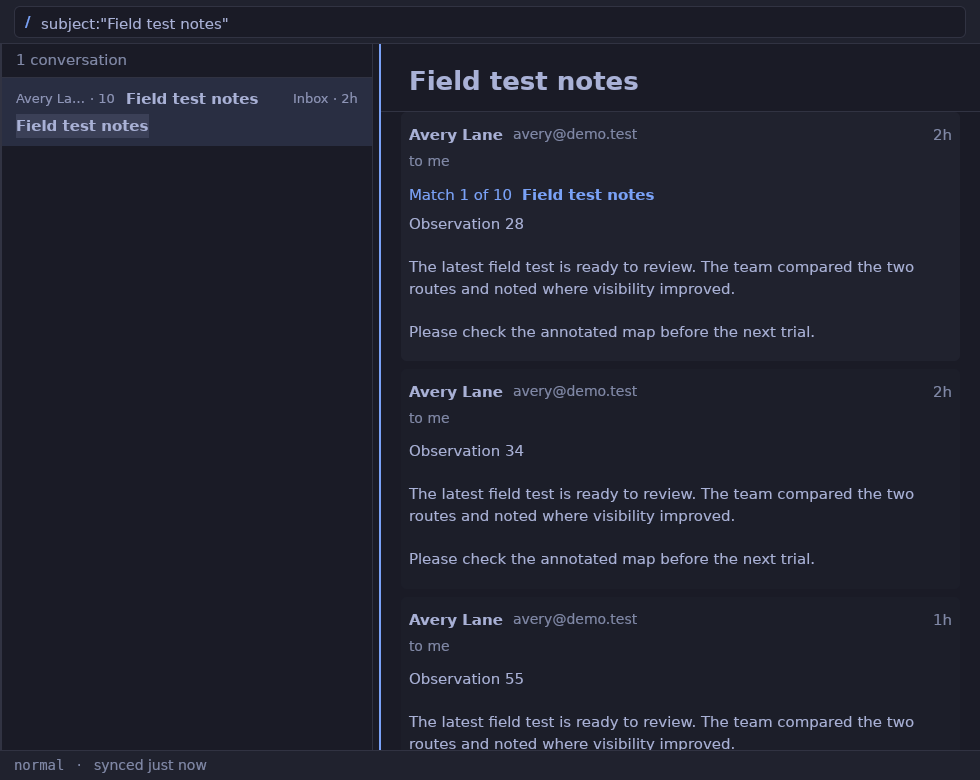 / subject:"Field test notes"
1 conversation
Avery La... · 10 Field test notes Inbox · 2h
Field test notes
Field test notes
Avery Lane avery@demo.test 2h
to me
Match 1 of 10 Field test notes
Observation 28
The latest field test is ready to review. The team compared the two
routes and noted where visibility improved.
Please check the annotated map before the next trial.
Avery Lane avery@demo.test 2h
to me
Observation 34
The latest field test is ready to review. The team compared the two
routes and noted where visibility improved.
Please check the annotated map before the next trial.
Avery Lane avery@demo.test 1h
to me
Observation 55
The latest field test is ready to review. The team compared the two
routes and noted where visibility improved.
normal · synced just now